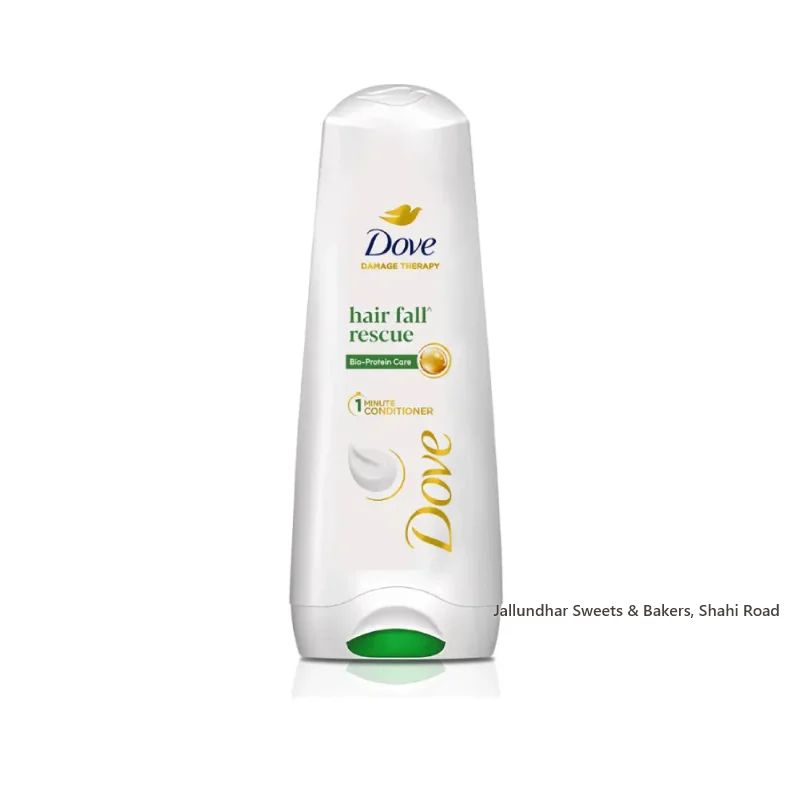 Dove
DAMAGE THERAPY
hair fall^
rescue
Bio-Protein Care
1 MINUTE
CONDITIONER
Dove
Jallundhar Sweets & Bakers, Shahi Road